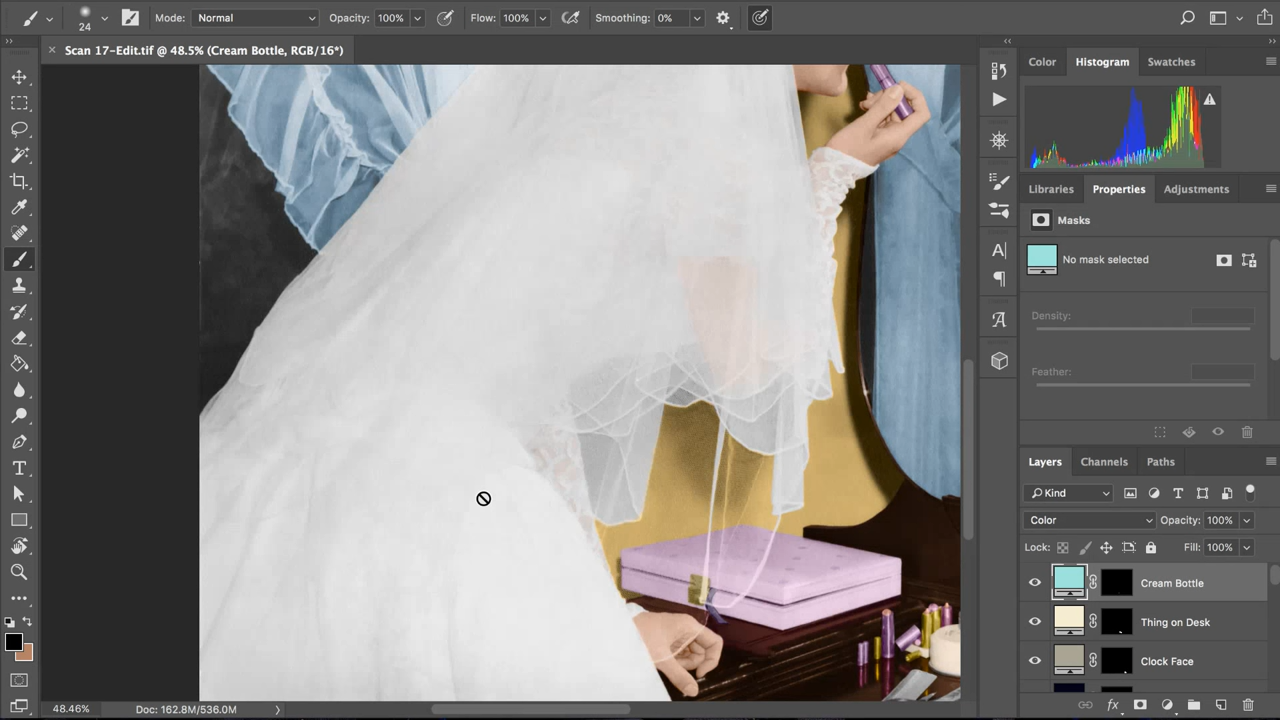 24
Mode: Normal
Opacity: 100%
Flow: 100%
Smoothing: 0%
Scan 17-Edit.tif @ 48.5% (Cream Bottle, RGB/16*)
Color
Histogram
Swatches
Libraries
Properties
Adjustments
Masks
No mask selected
Density:
Feather:
Layers
Channels
Paths
Kind
Color
Opacity: 100%
Lock:
Fill: 100%
Cream Bottle
Thing on Desk
Clock Face
fx
48.46%
Doc: 162.8M/536.0M